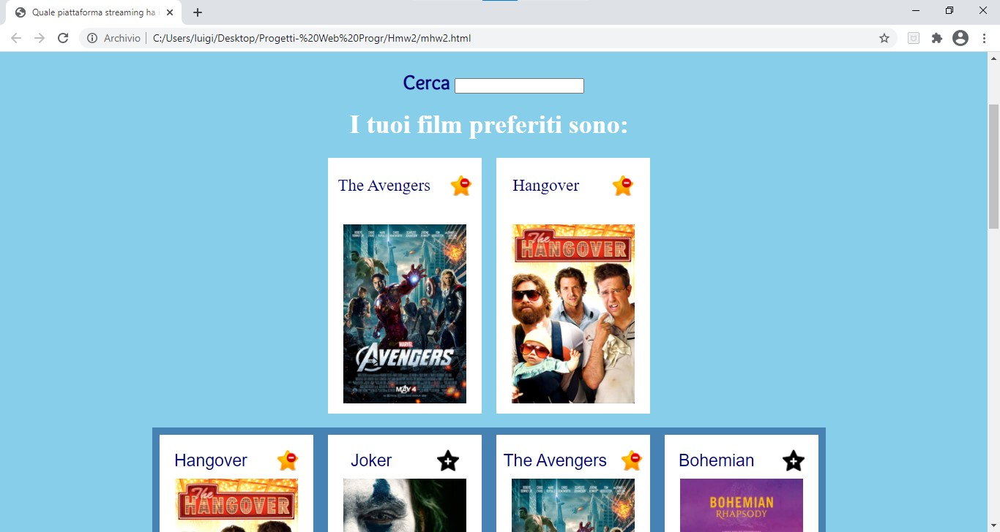 Quale piattaforma streaming ha
Archivio
C:/Users/luigi/Desktop/Progetti-%20Web%20Progr/Hmw2/mhw2.html
Cerca
I tuoi film preferiti sono:
The Avengers
Hangover
MARVEL
AVENGERS
MAY 4
The
HANGOVER
Hangover
Joker
The Avengers
Bohemian
The
HANGOVER
BOHEMIAN
RHAPSODY